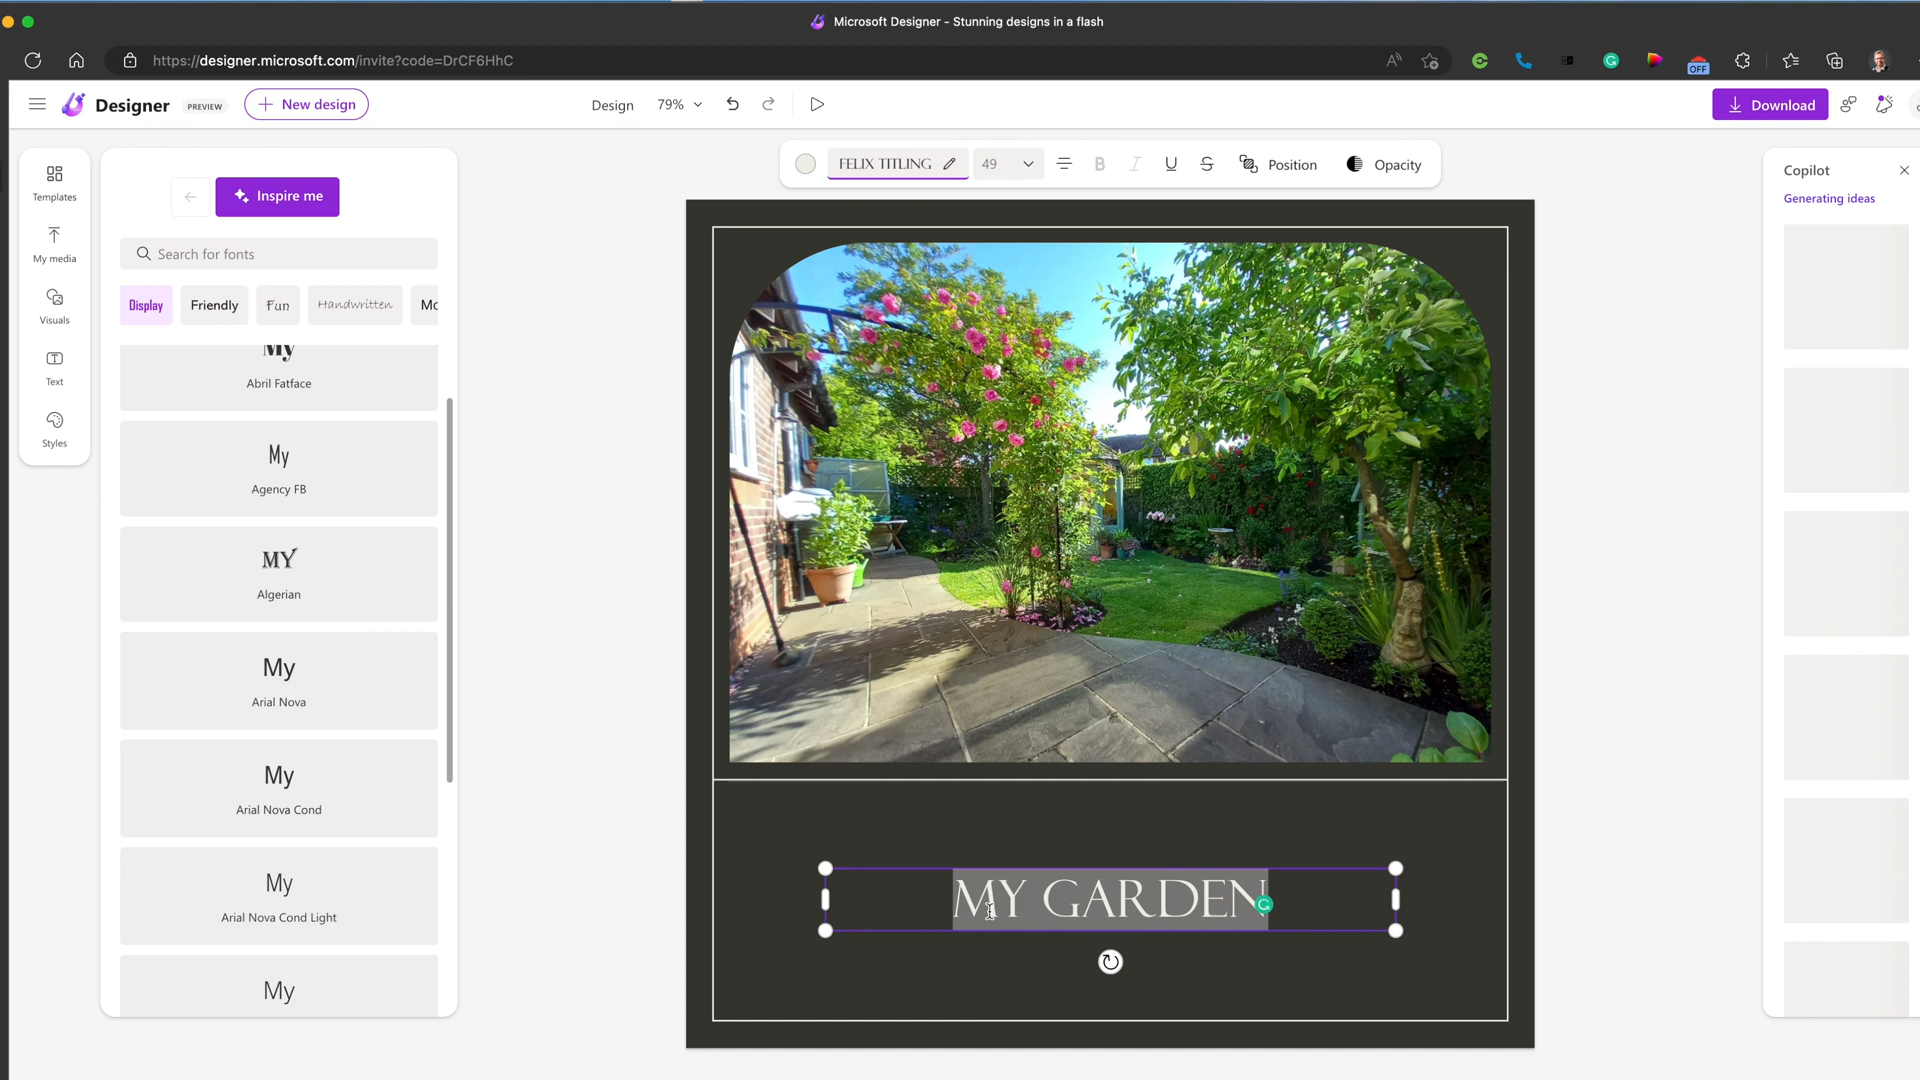 Microsoft Designer - Stunning designs in a flash
https://designer.microsoft.com/invite?code=DrCF6HhC
OFF
Designer PREVIEW
New design
Design
79%
Download
Templates
My media
Visuals
Text
Styles
Inspire me
Search for fonts
Display
Friendly
Fun
Handwritten
Mo
My
Abril Fatface
My
Agency FB
MY
Algerian
My
Arial Nova
My
Arial Nova Cond
My
Arial Nova Cond Light
My
FELIX TITLING
49
B
I
U
S
Position
Opacity
MY GARDEN
Copilot
Generating ideas